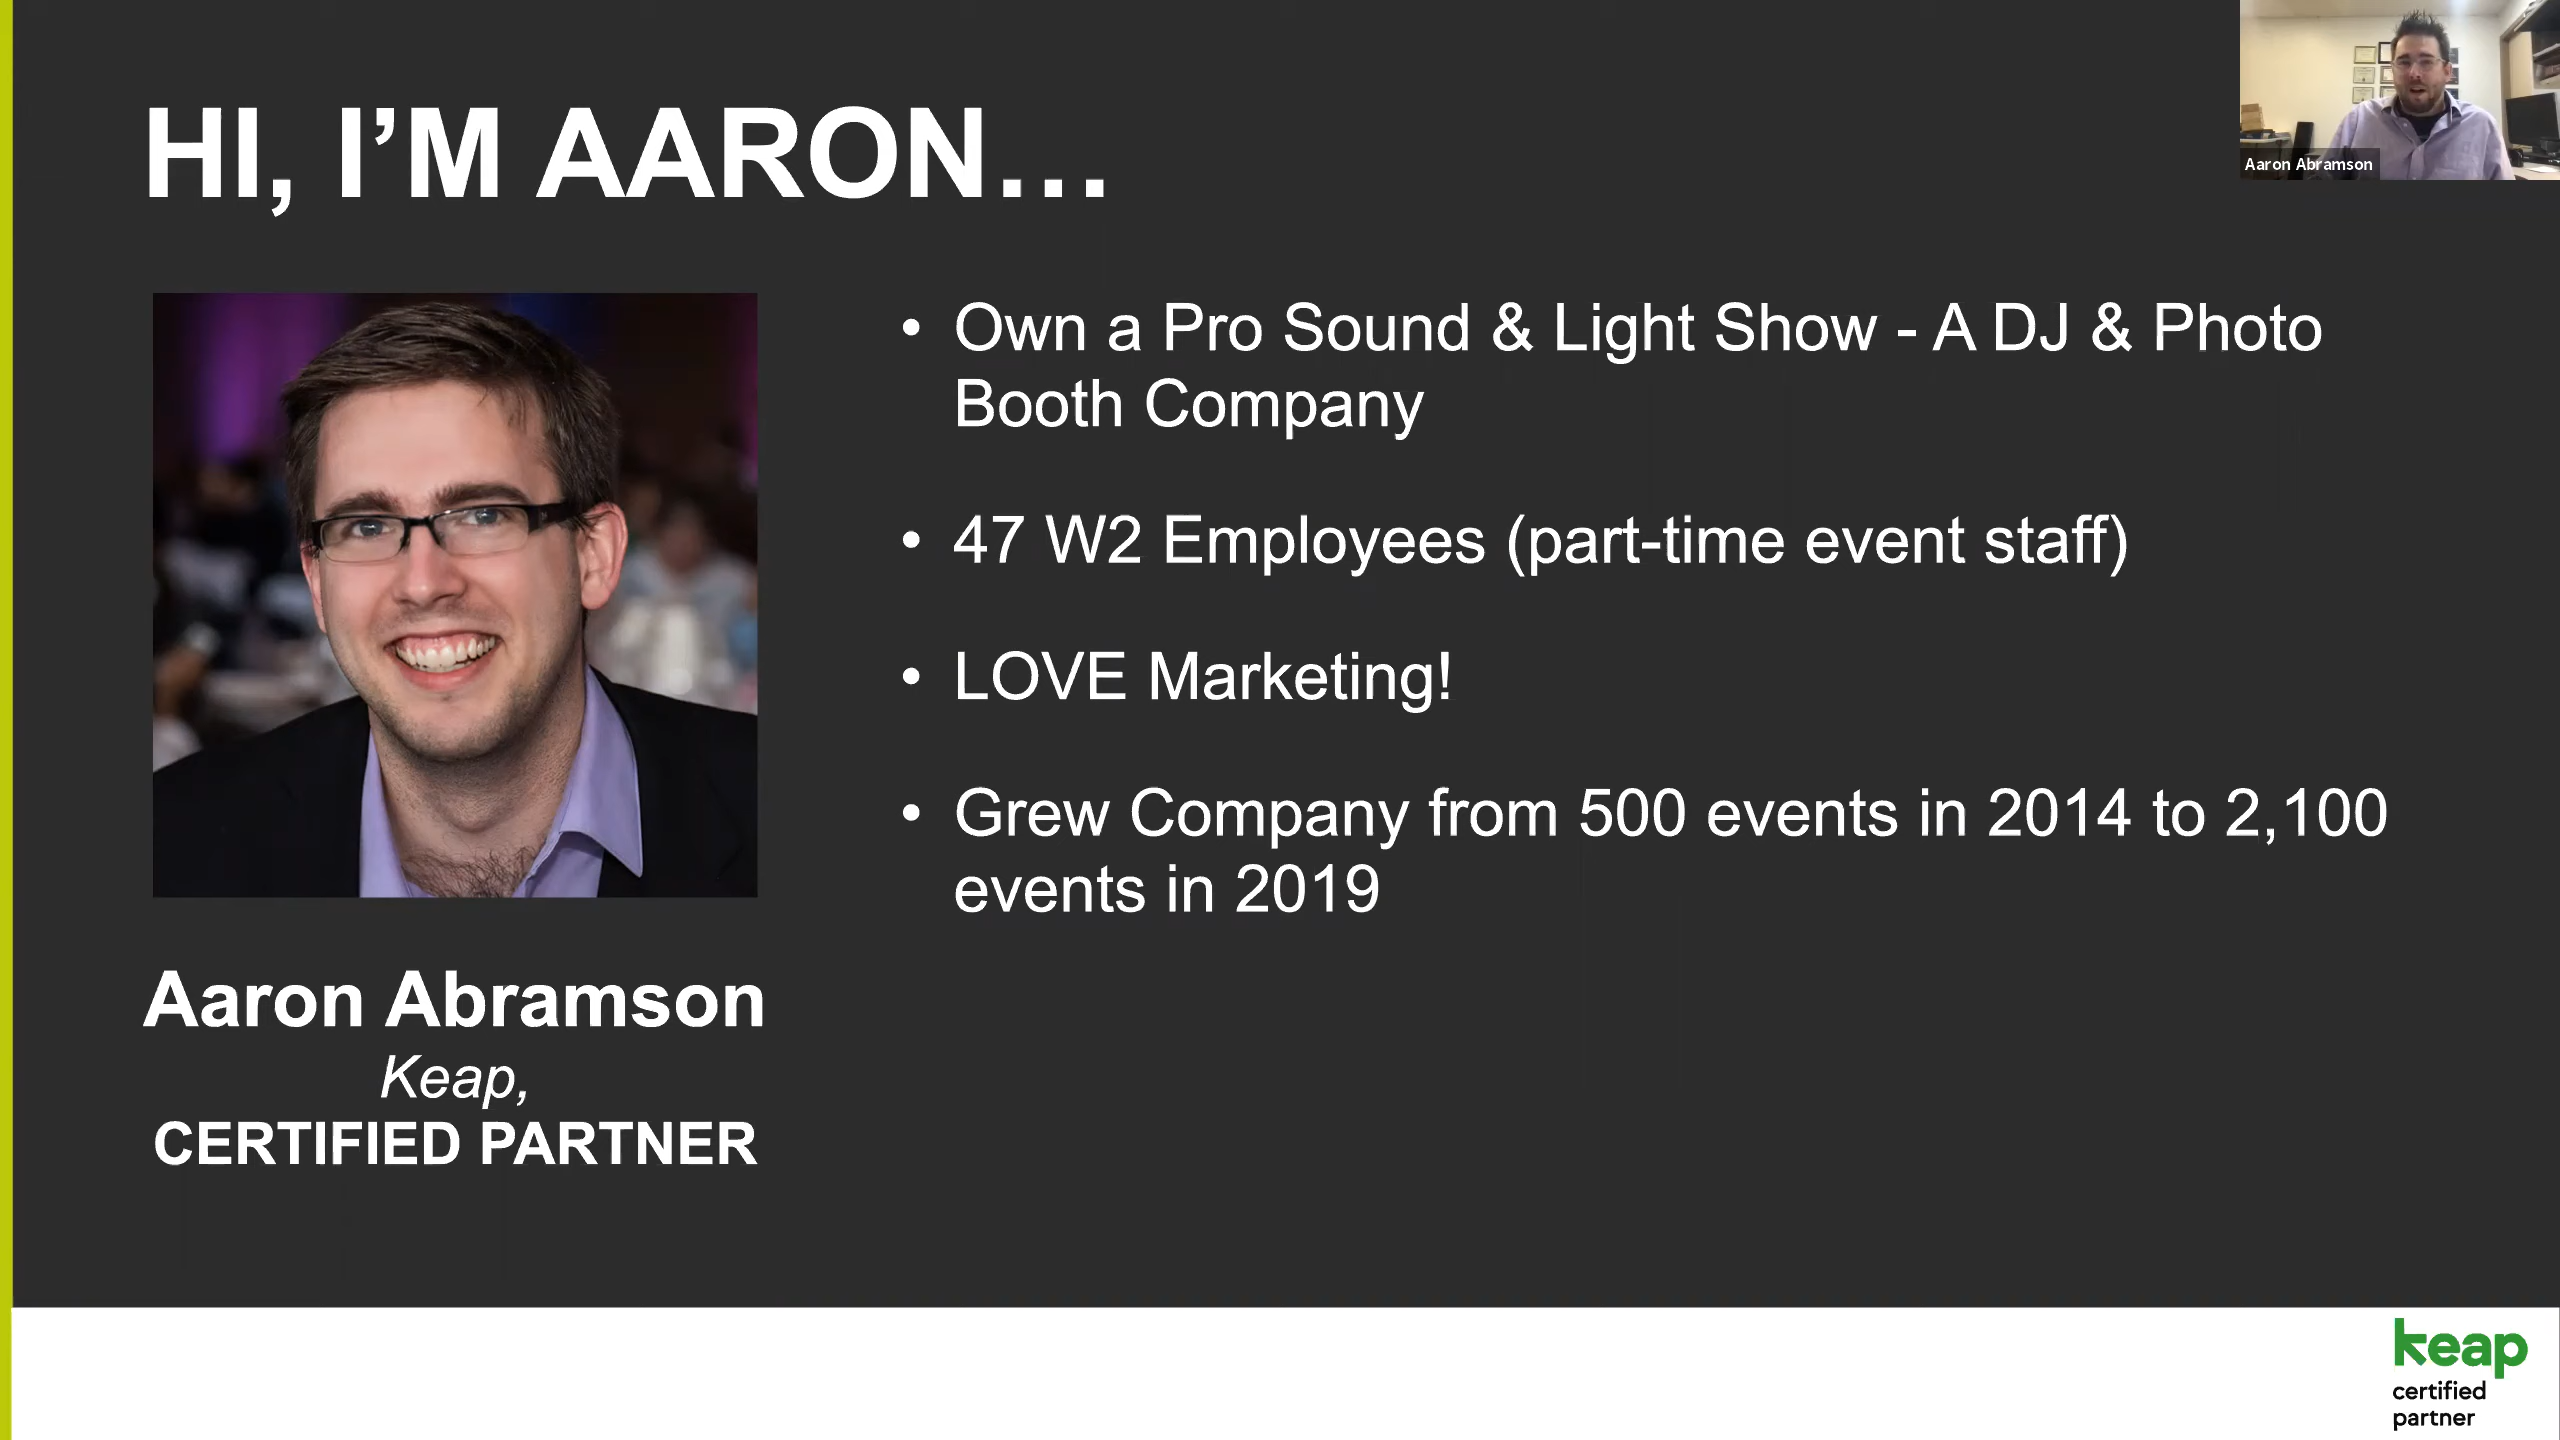 HI, I’M AARON…
Aaron Abramson
• Own a Pro Sound & Light Show - A DJ & Photo
Booth Company
• 47 W2 Employees (part-time event staff)
• LOVE Marketing!
• Grew Company from 500 events in 2014 to 2,100
events in 2019
Aaron Abramson
Keap,
CERTIFIED PARTNER
keap
certified
partner